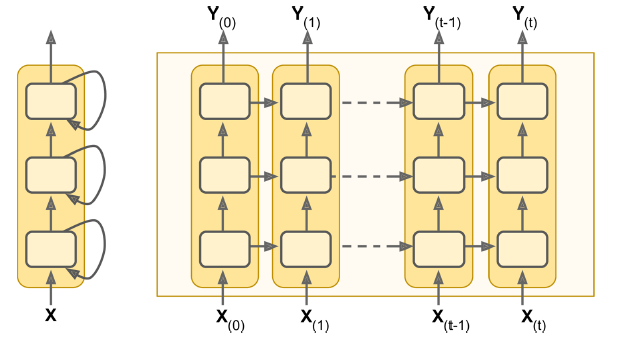 Y(0) Y(1) Y(t-1) Y(t)
X X(0) X(1) X(t-1) X(t)